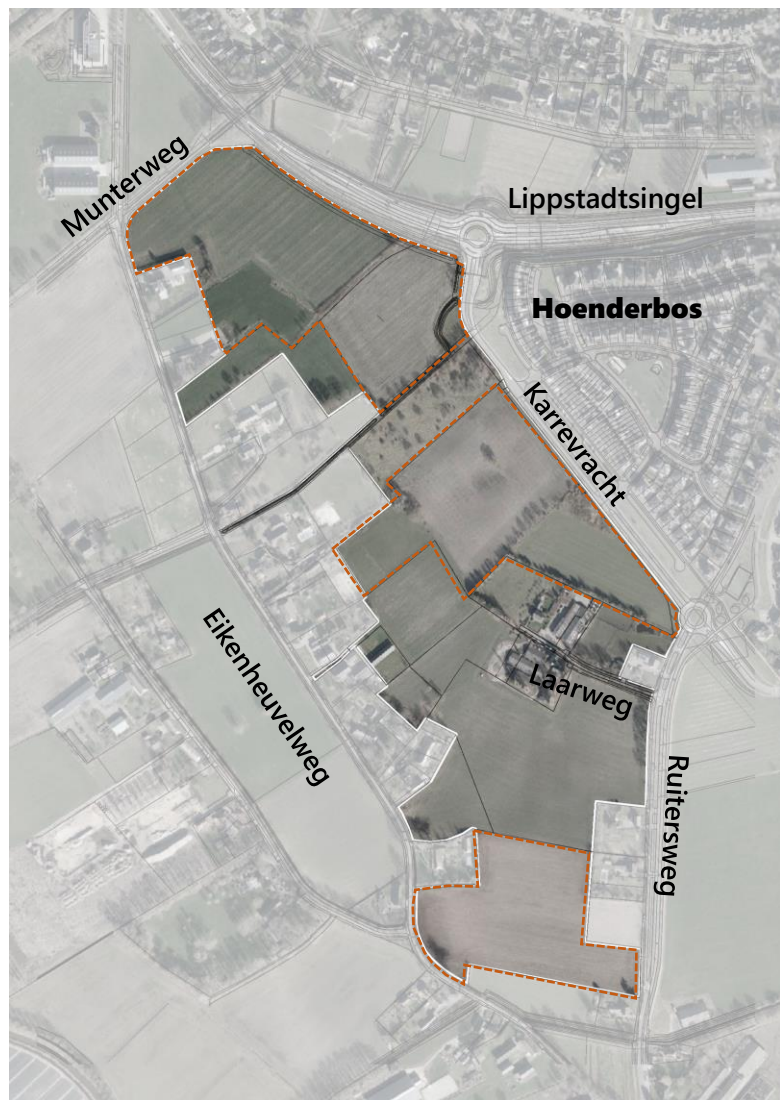 Munterweg
Lippstadtsingel
Hoenderbos
Karrevracht
Eikenheuvelweg
Laarweg
Ruitersweg